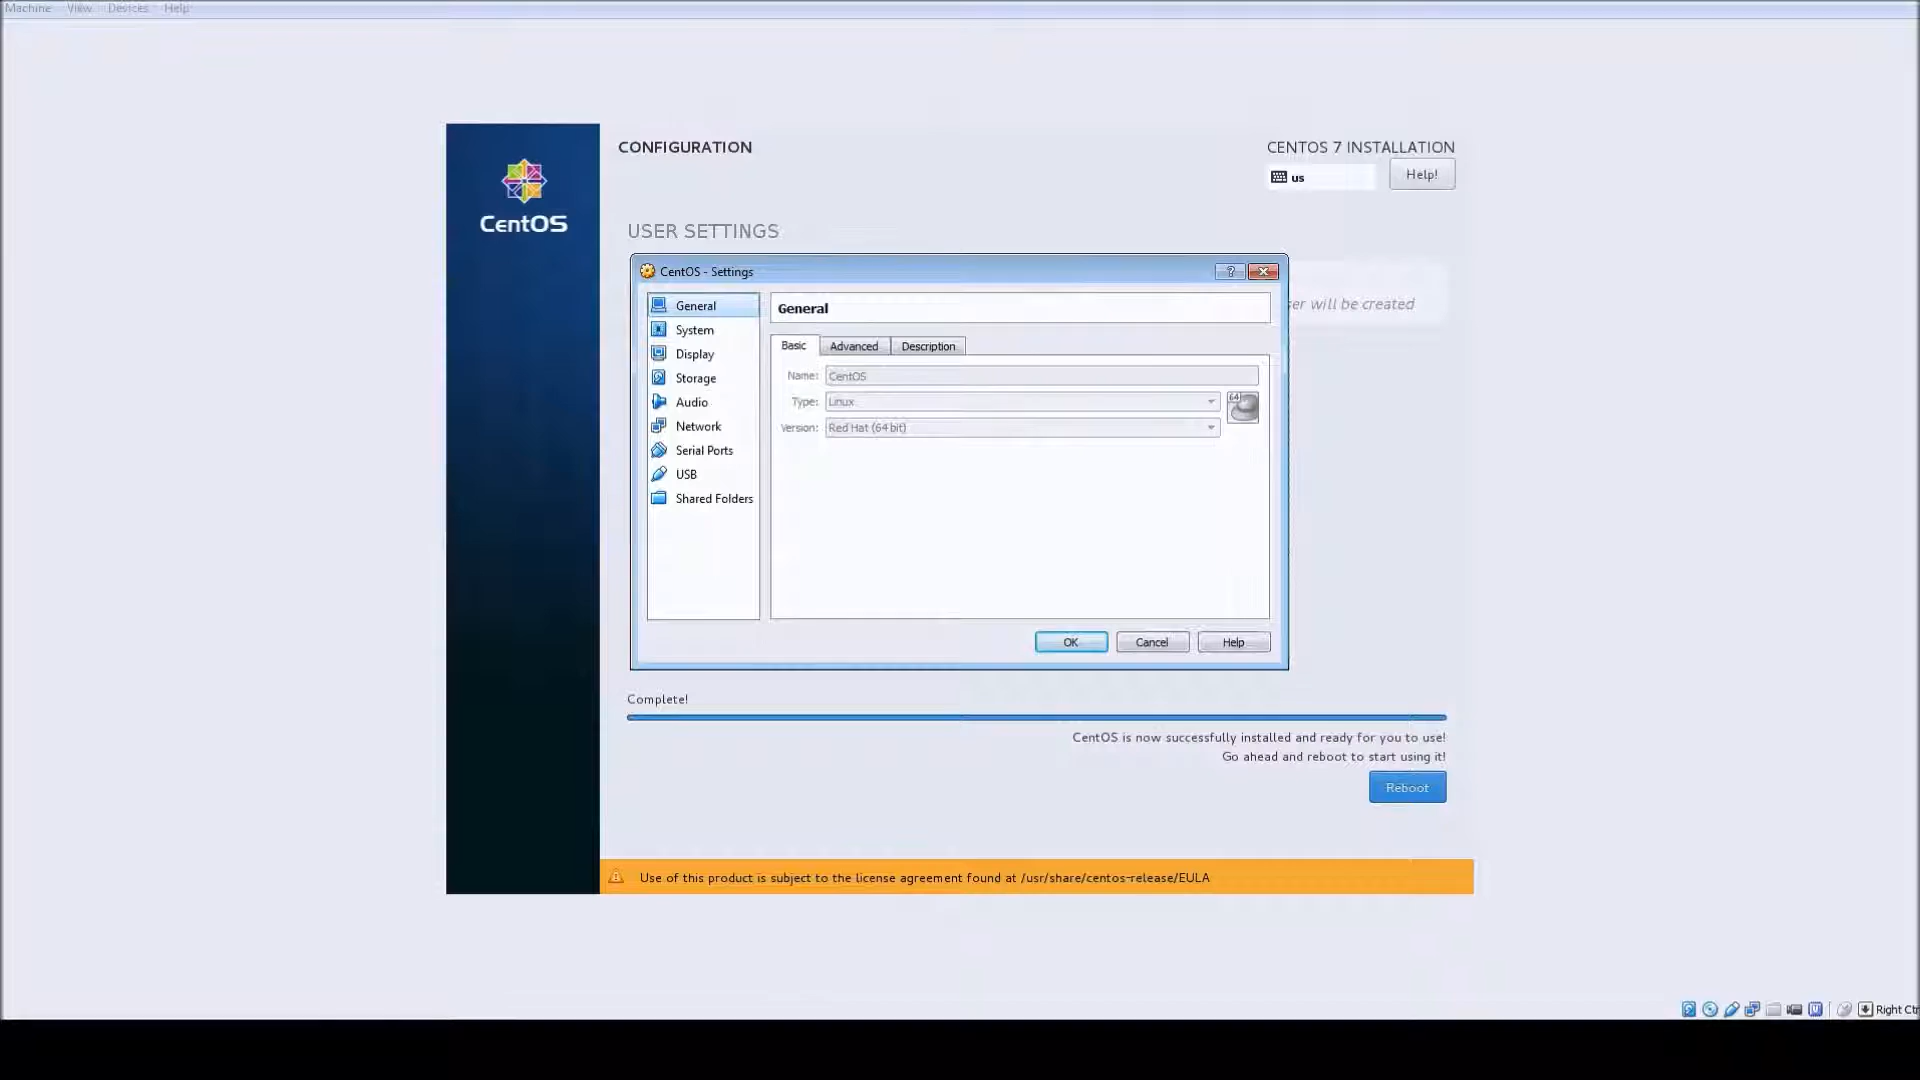 Machine View Devices Help
CONFIGURATION
CENTOS 7 INSTALLATION
us
Help!
CentOS
USER SETTINGS
CentOS - Settings
ser will be created
General
System
Display
Storage
Audio
Network
Serial Ports
USB
Shared Folders
General
Basic Advanced Description
Name: CentOS
Type: Linux
64
Version: Red Hat (64 bit)
OK Cancel Help
Complete!
CentOS is now successfully installed and ready for you to use!
Go ahead and reboot to start using it!
Reboot
Use of this product is subject to the license agreement found at /usr/share/centos-release/EULA
Right Ctr